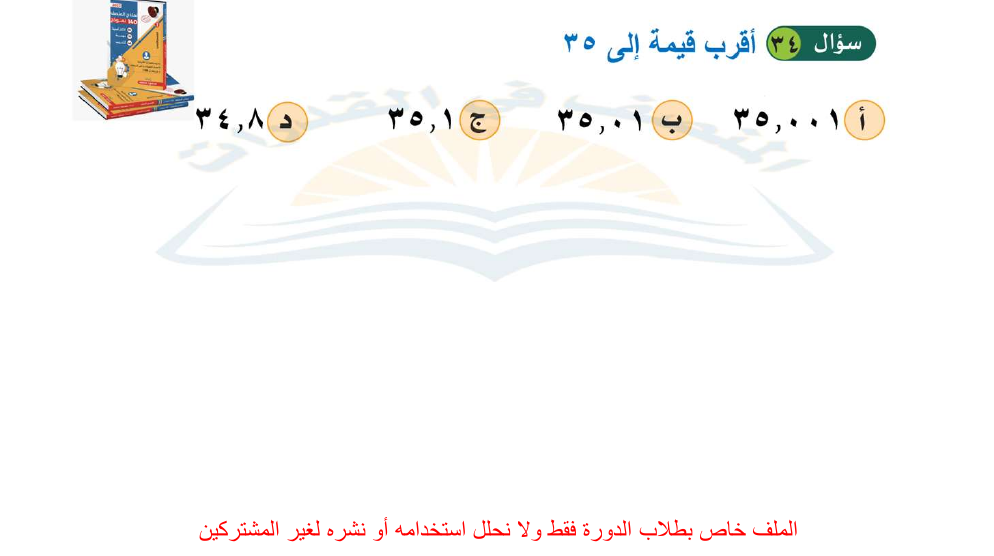 سؤال ٣٤ أقرب قيمة إلى ٣٥
أ ٣٥,٠٠١ ب ٣٥,٠١ ج ٣٥,١ د ٣٤,٨
الملف خاص بطلاب الدورة فقط ولا نحلل استخدامه أو نشره لغير المشتركين